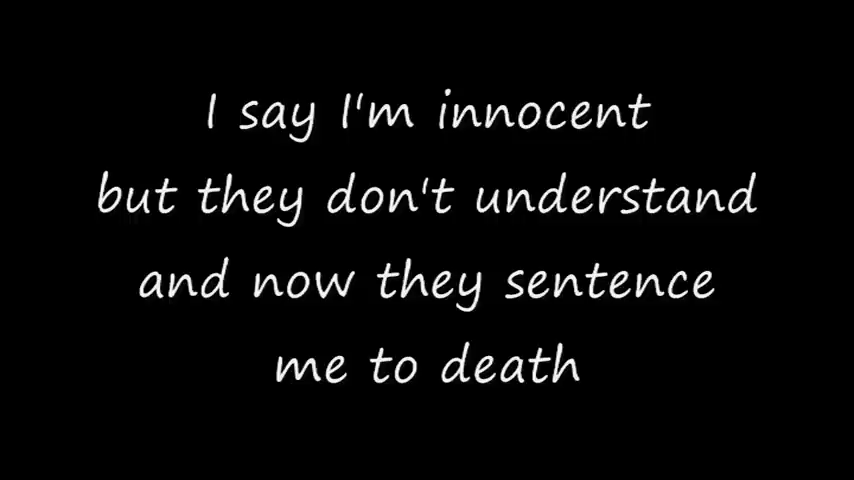 I say I'm innocent
but they don't understand
and now they sentence
me to death